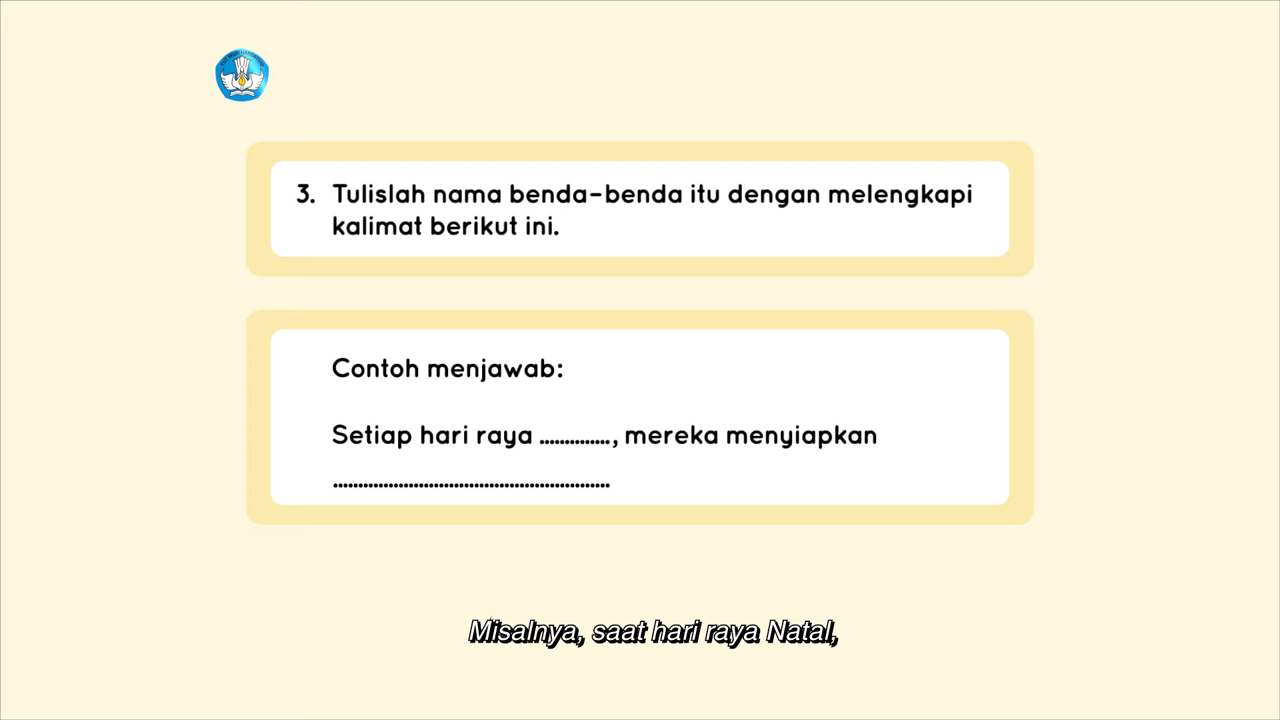 3. Tulislah nama benda-benda itu dengan melengkapi
kalimat berikut ini.
Contoh menjawab:
Setiap hari raya .............., mereka menyiapkan
.......................................................
Misalnya, saat hari raya Natal,